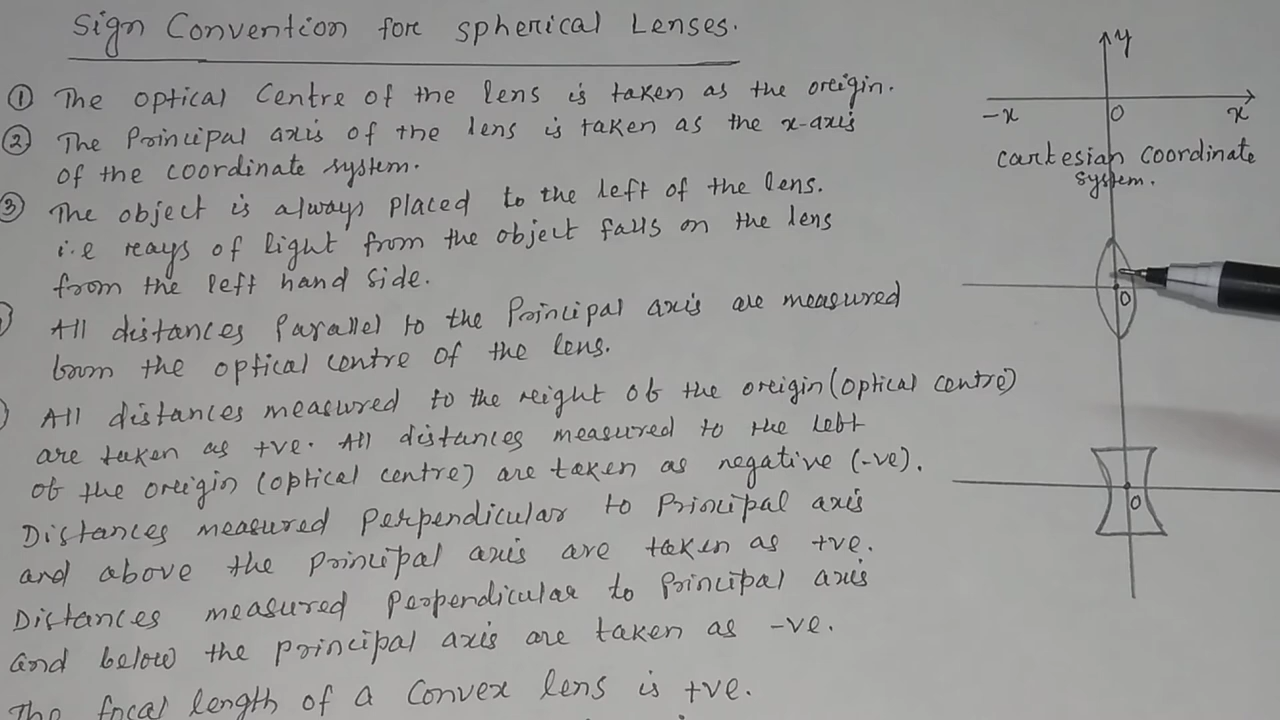 Sign Convention for spherical Lenses.
① The optical Centre of the lens is taken as the origin.
② The Principal axis of the lens is taken as the x-axis
of the coordinate system.
③ The object is always placed to the left of the lens.
i.e rays of light from the object falls on the lens
from the left hand side.
All distances Parallel to the Principal axis are measured
from the optical centre of the lens.
All distances measured to the right of the origin (optical centre)
are taken as +ve. All distances measured to the left
of the origin (optical centre) are taken as negative (-ve).
Distances measured Perpendicular to Principal axis
and above the principal axis are taken as +ve.
Distances measured Perpendicular to Principal axis
and below the principal axis are taken as -ve.
The focal length of a convex lens is +ve.
y
-x O x
Cartesian Coordinate
System.
O
O